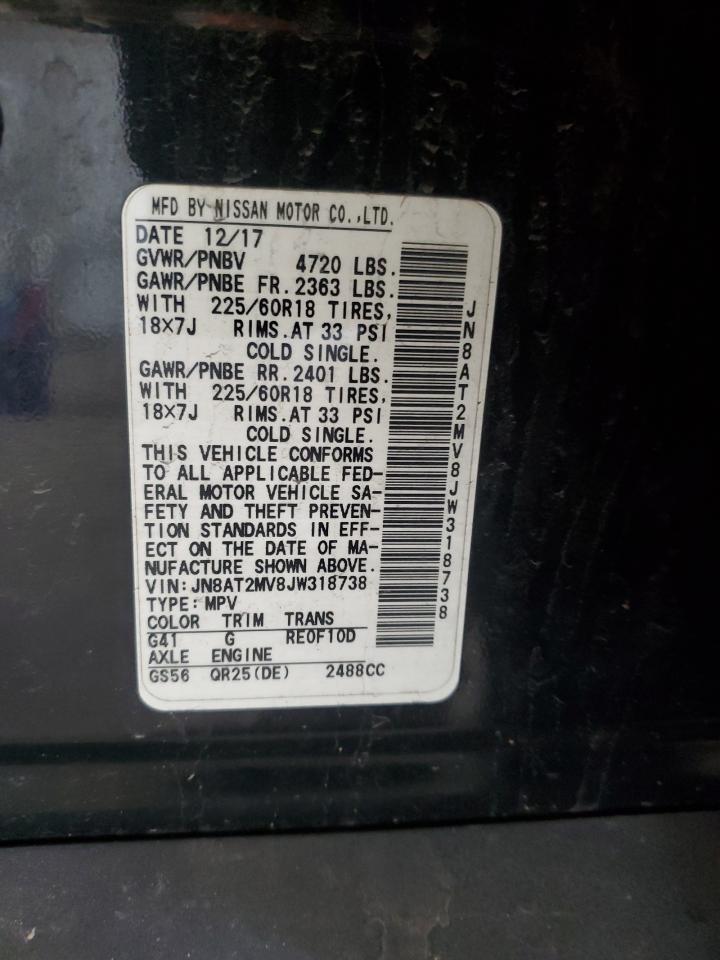 MFD BY NISSAN MOTOR CO.,LTD.
DATE 12/17
GVWR/PNBV 4720 LBS.
GAWR/PNBE FR.2363 LBS.
WITH 225/60R18 TIRES,
18X7J RIMS.AT 33 PSI
COLD SINGLE.
GAWR/PNBE RR.2401 LBS.
WITH 225/60R18 TIRES,
18X7J RIMS.AT 33 PSI
COLD SINGLE.
THIS VEHICLE CONFORMS
TO ALL APPLICABLE FED-
ERAL MOTOR VEHICLE SA-
FETY AND THEFT PREVEN-
TION STANDARDS IN EFF-
ECT ON THE DATE OF MA-
NUFACTURE SHOWN ABOVE.
VIN:JN8AT2MV8JW318738
TYPE:MPV
COLOR TRIM TRANS
G41 G RE0F10D
AXLE ENGINE
GS56 QR25(DE) 2488CC
JN8AT2MV8JW318738